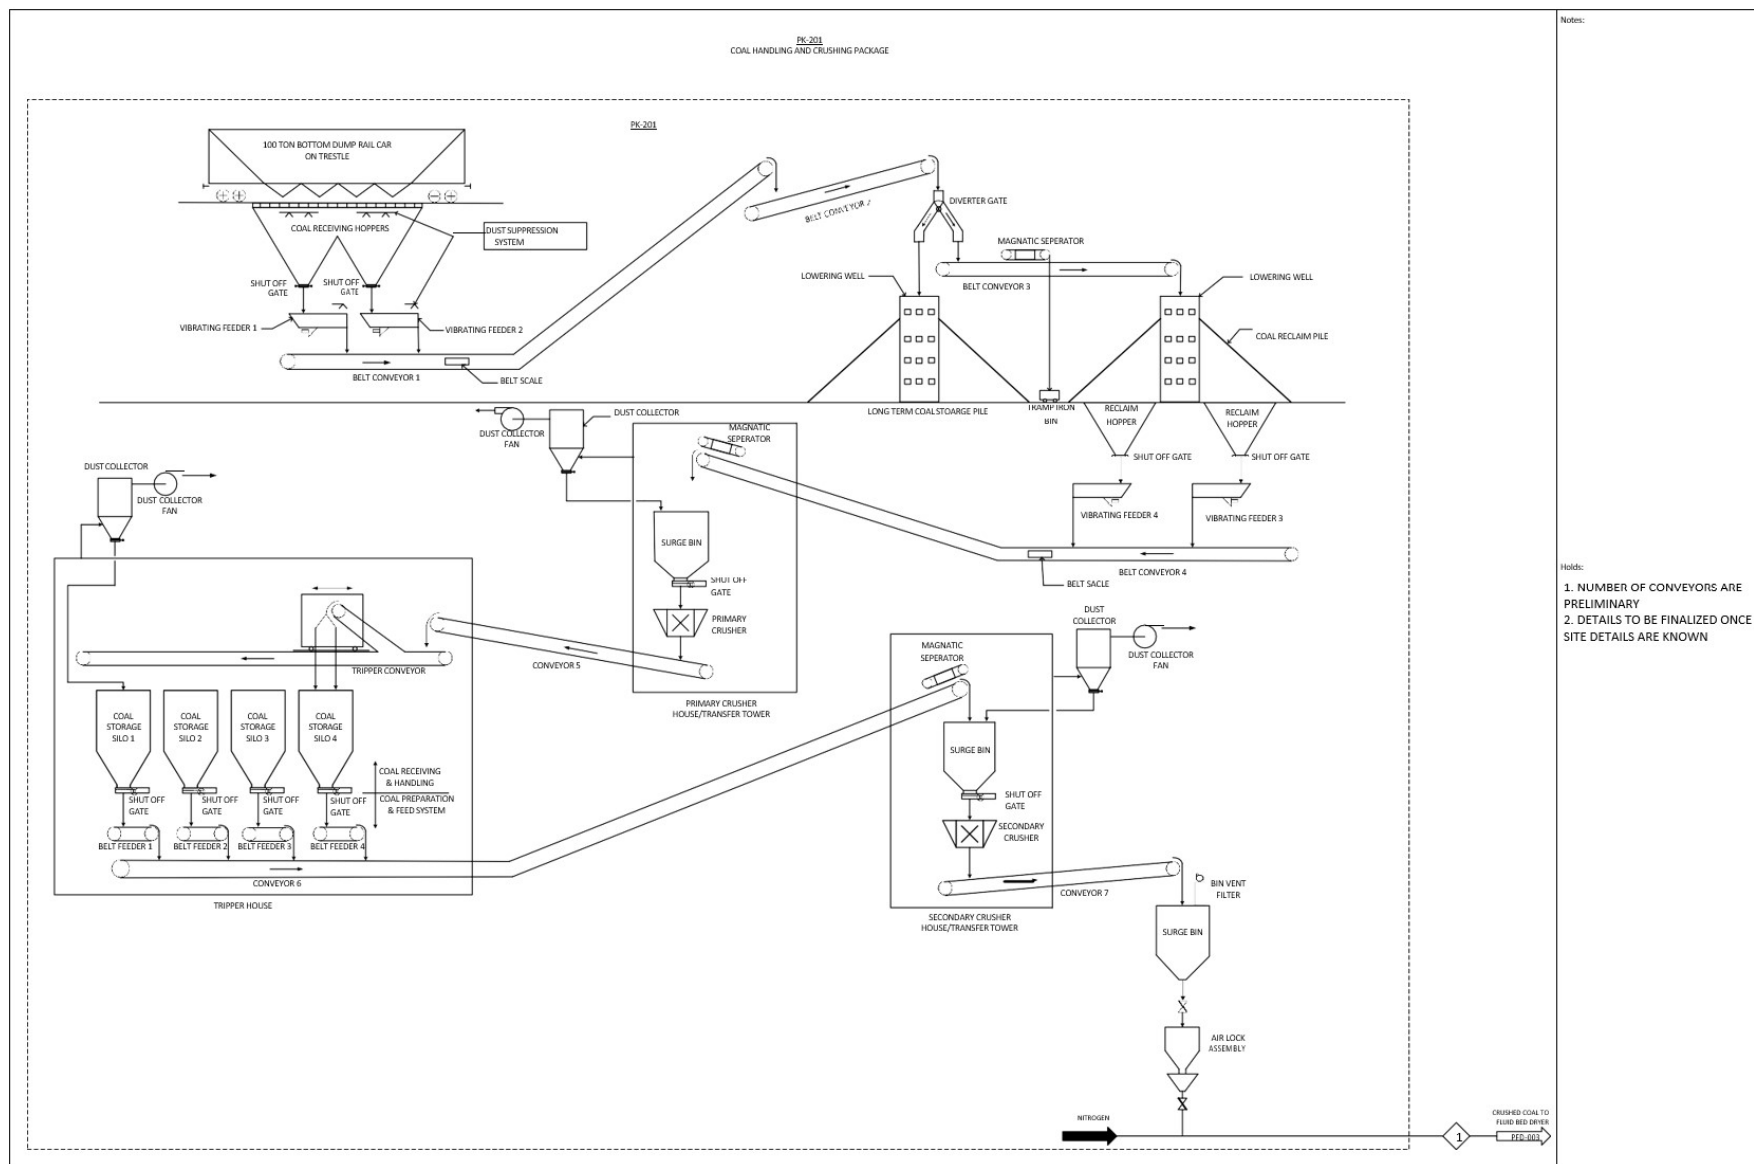 PK-201
COAL HANDLING AND CRUSHING PACKAGE
Notes:
PK-201
100 TON BOTTOM DUMP RAIL CAR
ON TRESTLE
COAL RECEIVING HOPPERS
DUST SUPPRESSION
SYSTEM
SHUT OFF
GATE
SHUT OFF
GATE
VIBRATING FEEDER 1
VIBRATING FEEDER 2
BELT CONVEYOR 1
BELT SCALE
BELT CONVEYOR 2
DIVERTER GATE
MAGNATIC SEPERATOR
BELT CONVEYOR 3
LOWERING WELL
LOWERING WELL
COAL RECLAIM PILE
LONG TERM COAL STOARGE PILE
TRAMP IRON
BIN
RECLAIM
HOPPER
RECLAIM
HOPPER
SHUT OFF GATE
SHUT OFF GATE
VIBRATING FEEDER 4
VIBRATING FEEDER 3
BELT CONVEYOR 4
BELT SACLE
DUST COLLECTOR
DUST COLLECTOR
FAN
MAGNATIC
SEPERATOR
SURGE BIN
SHUT OFF
GATE
PRIMARY
CRUSHER
CONVEYOR 5
PRIMARY CRUSHER
HOUSE/TRANSFER TOWER
DUST COLLECTOR
DUST COLLECTOR
FAN
TRIPPER CONVEYOR
COAL
STORAGE
SILO 1
COAL
STORAGE
SILO 2
COAL
STORAGE
SILO 3
COAL
STORAGE
SILO 4
COAL RECEIVING
& HANDLING
COAL PREPARATION
& FEED SYSTEM
SHUT OFF
GATE
SHUT OFF
GATE
SHUT OFF
GATE
SHUT OFF
GATE
BELT FEEDER 1
BELT FEEDER 2
BELT FEEDER 3
BELT FEEDER 4
CONVEYOR 6
TRIPPER HOUSE
MAGNATIC
SEPERATOR
DUST
COLLECTOR
DUST COLLECTOR
FAN
SURGE BIN
SHUT OFF
GATE
SECONDARY
CRUSHER
CONVEYOR 7
SECONDARY CRUSHER
HOUSE/TRANSFER TOWER
BIN VENT
FILTER
SURGE BIN
AIR LOCK
ASSEMBLY
NITROGEN
1
CRUSHED COAL TO
FLUID BED DRYER
PFD-003
Holds:
1. NUMBER OF CONVEYORS ARE
PRELIMINARY
2. DETAILS TO BE FINALIZED ONCE
SITE DETAILS ARE KNOWN